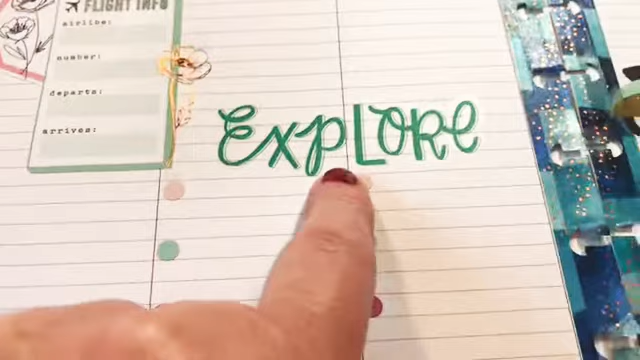 FLIGHT INFO
airline:
number:
departs:
arrives:
EXPLORE